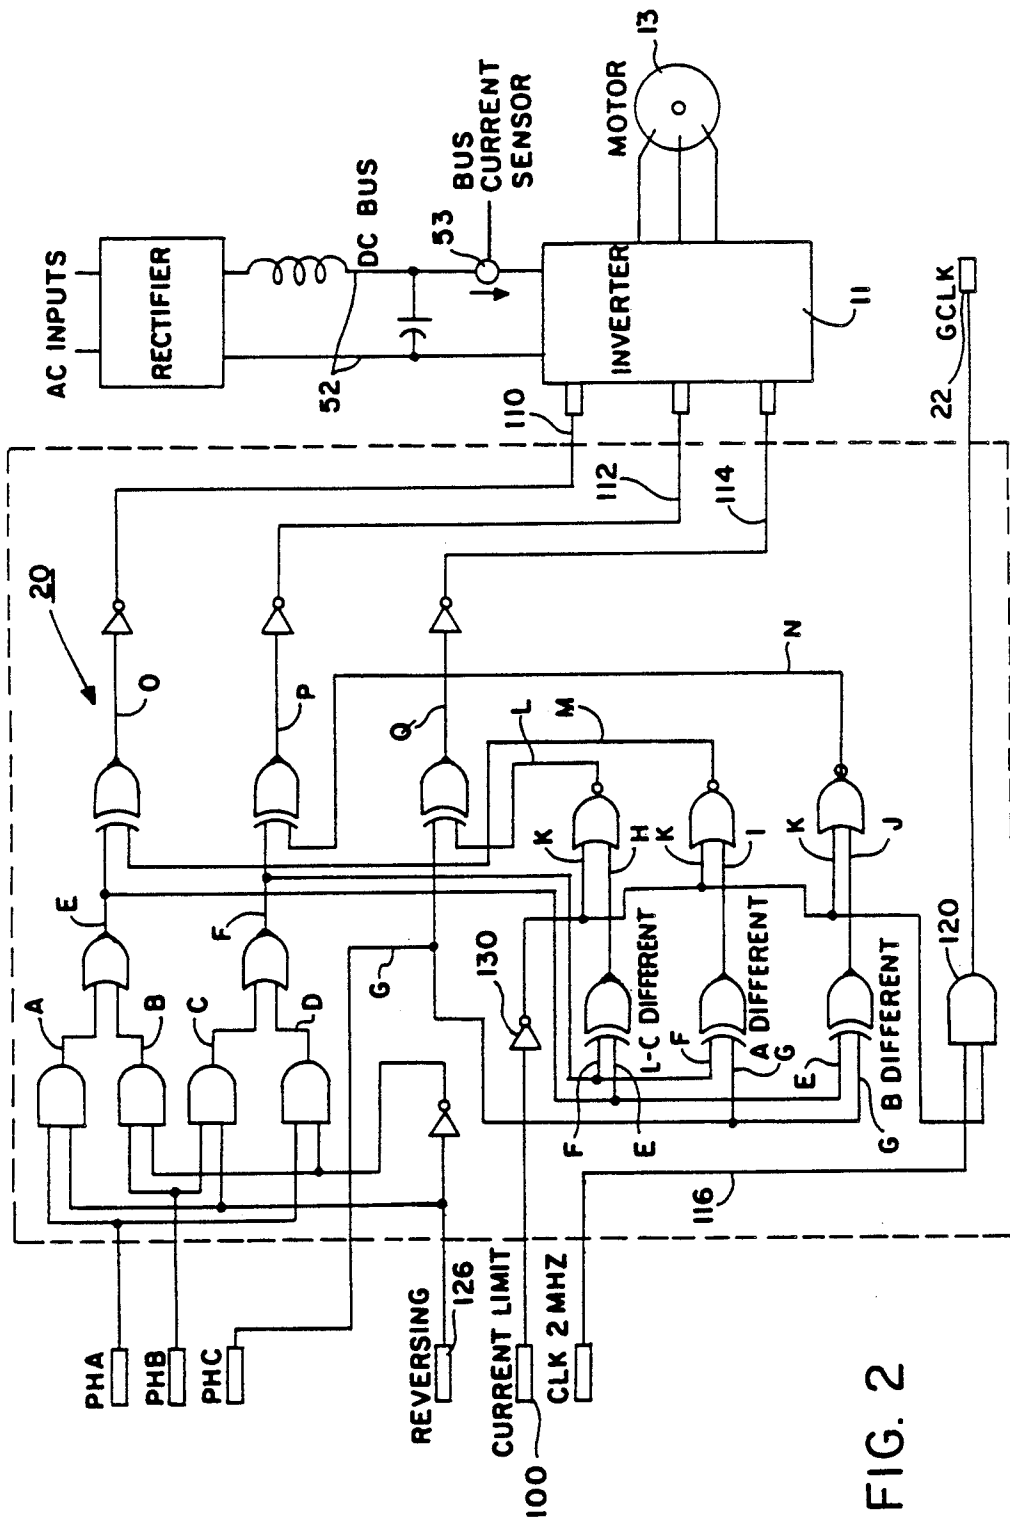 AC INPUTS
RECTIFIER
DC BUS
52
53
BUS
CURRENT
SENSOR
MOTOR
13
INVERTER
11
110
112
114
GCLK
22
20
O
P
Q
N
L
M
E
F
G
A
B
C
D
K
H
K
I
K
J
130
120
L-C DIFFERENT
A DIFFERENT
B DIFFERENT
F
E
F
G
E
G
116
PHA
PHB
PHC
REVERSING
126
CURRENT LIMIT
100
CLK 2 MHZ
FIG. 2